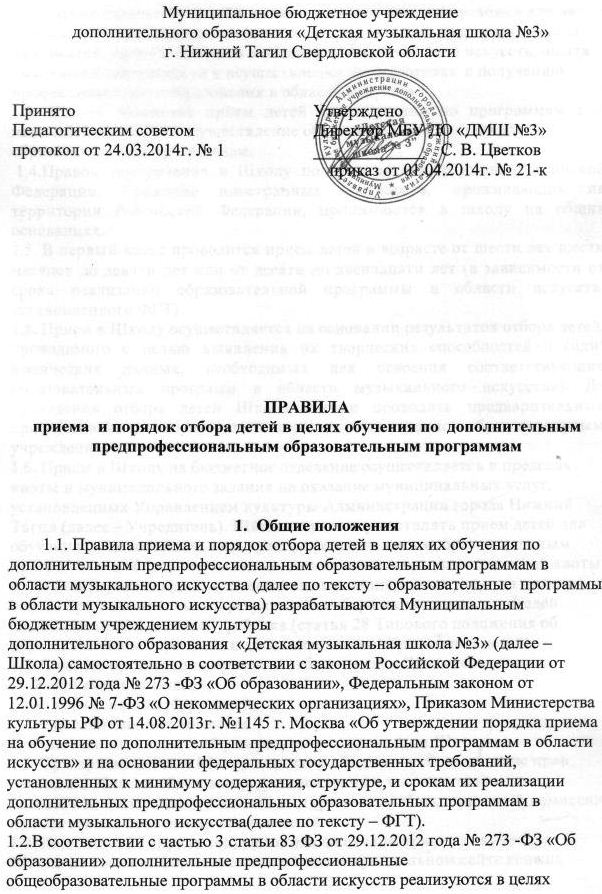 Муниципальное бюджетное учреждение
дополнительного образования «Детская музыкальная школа №3»
г. Нижний Тагил Свердловской области
Принято Утверждено
Педагогическим советом Директор МБУ ДО «ДМШ №3»
протокол от 24.03.2014г. № 1 С. В. Цветков
приказ от 01.04.2014г. № 21-к
ПРАВИЛА
приема и порядок отбора детей в целях обучения по дополнительным
предпрофессиональным образовательным программам
1. Общие положения
1.1. Правила приема и порядок отбора детей в целях их обучения по
дополнительным предпрофессиональным образовательным программам в
области музыкального искусства (далее по тексту – образовательные программы
в области музыкального искусства) разрабатываются Муниципальным
бюджетным учреждением культуры
дополнительного образования «Детская музыкальная школа №3» (далее –
Школа) самостоятельно в соответствии с законом Российской Федерации от
29.12.2012 года № 273 -ФЗ «Об образовании», Федеральным законом от
12.01.1996 № 7-ФЗ «О некоммерческих организациях», Приказом Министерства
культуры РФ от 14.08.2013г. №1145 г. Москва «Об утверждении порядка приема
на обучение по дополнительным предпрофессиональным программам в области
искусств» и на основании федеральных государственных требований,
установленных к минимуму содержания, структуре, и срокам их реализации
дополнительных предпрофессиональных образовательных программам в
области музыкального искусства(далее по тексту – ФГТ).
1.2.В соответствии с частью 3 статьи 83 ФЗ от 29.12.2012 года № 273 -ФЗ «Об
образовании» дополнительные предпрофессиональные
общеобразовательные программы в области искусств реализуются в целях